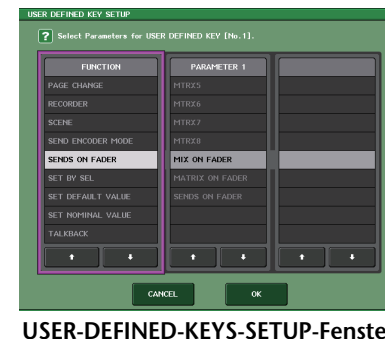 USER DEFINED KEY SETUP
? Select Parameters for USER DEFINED KEY [No.1].
FUNCTION
PAGE CHANGE
RECORDER
SCENE
SEND ENCODER MODE
SENDS ON FADER
SET BY SEL
SET DEFAULT VALUE
SET NOMINAL VALUE
TALKBACK
PARAMETER 1
MTRX5
MTRX6
MTRX7
MTRX8
MIX ON FADER
MATRIX ON FADER
SENDS ON FADER
CANCEL
OK
USER-DEFINED-KEYS-SETUP-Fenste